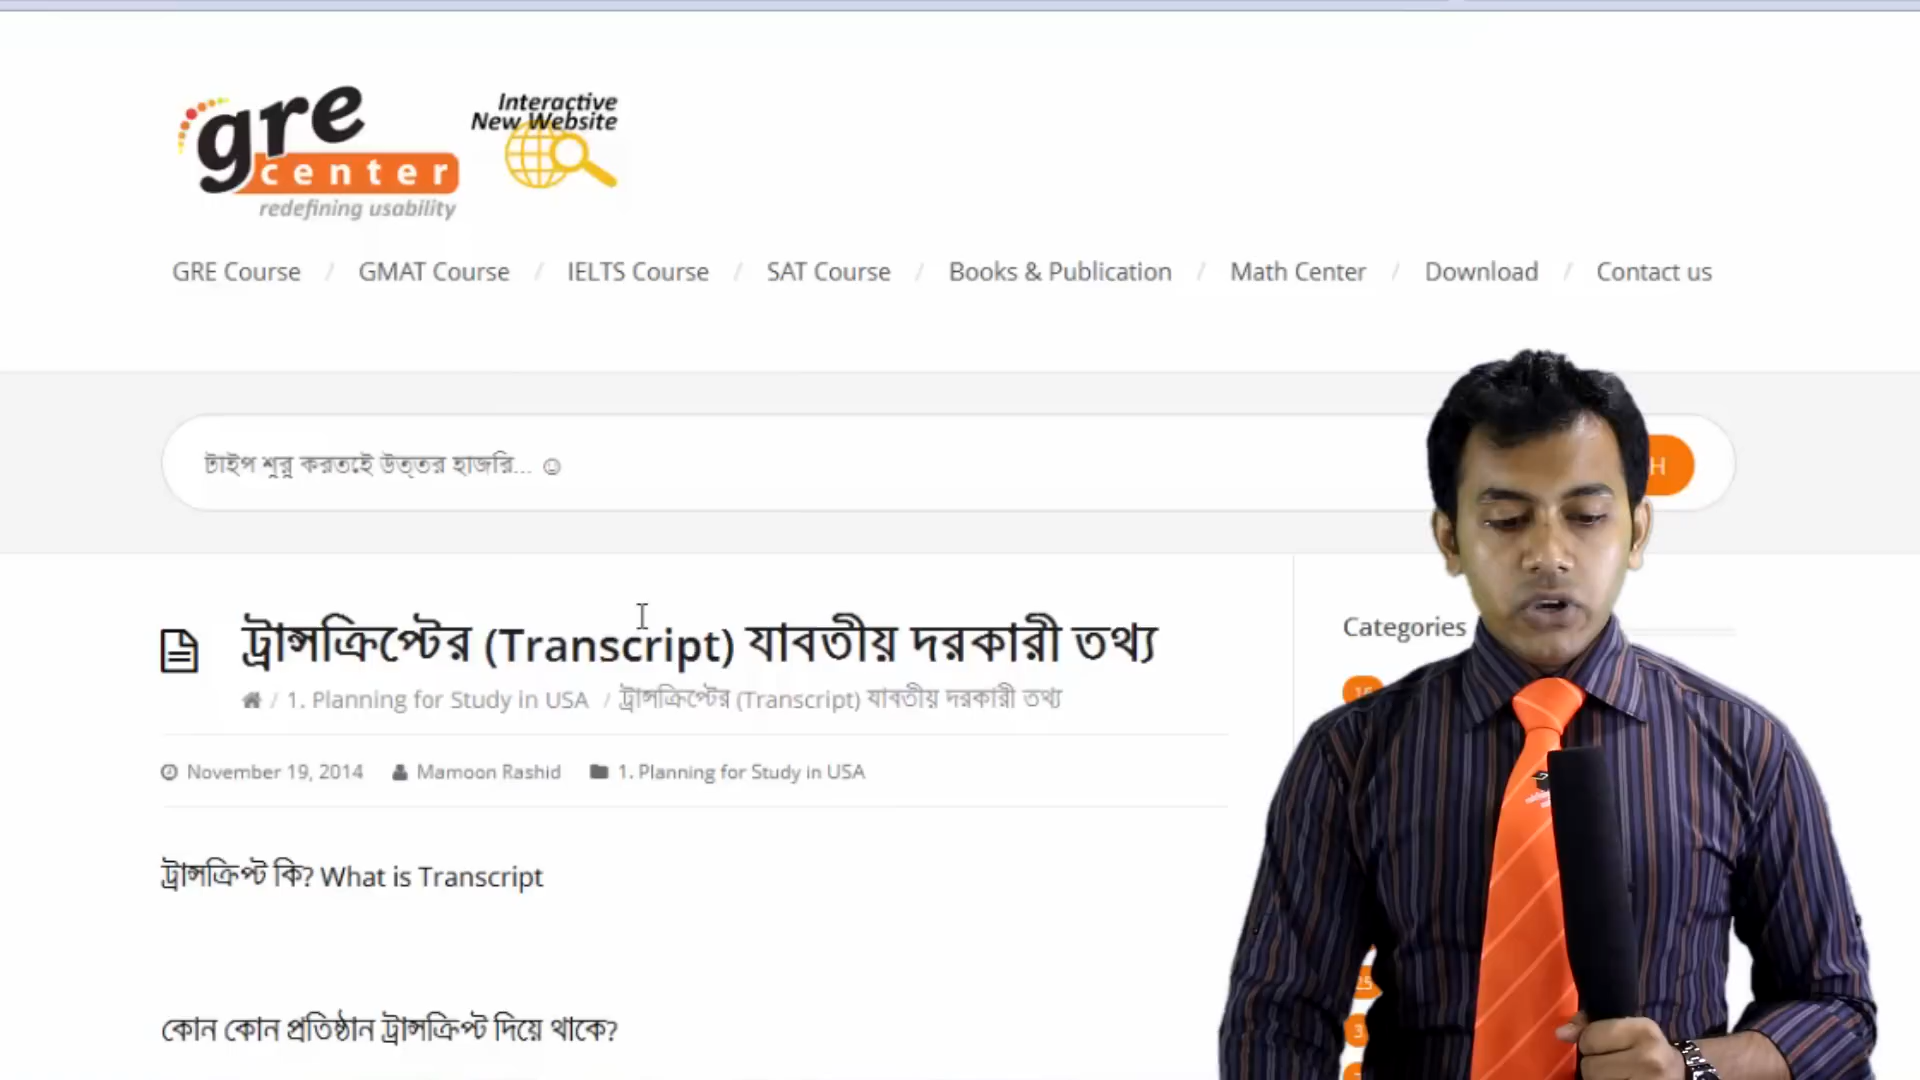 gre
center
redefining usability
Interactive
New Website
GRE Course / GMAT Course / IELTS Course / SAT Course / Books & Publication / Math Center / Download / Contact us
টাইপ শুরু করতেই উত্তর হাজির... ☺
H
ট্রান্সক্রিপ্টের (Transcript) যাবতীয় দরকারী তথ্য
/ 1. Planning for Study in USA / ট্রান্সক্রিপ্টের (Transcript) যাবতীয় দরকারী তথ্য
November 19, 2014 Mamoon Rashid 1. Planning for Study in USA
Categories
16
ট্রান্সক্রিপ্ট কি? What is Transcript
25
কোন কোন প্রতিষ্ঠান ট্রান্সক্রিপ্ট দিয়ে থাকে?
3